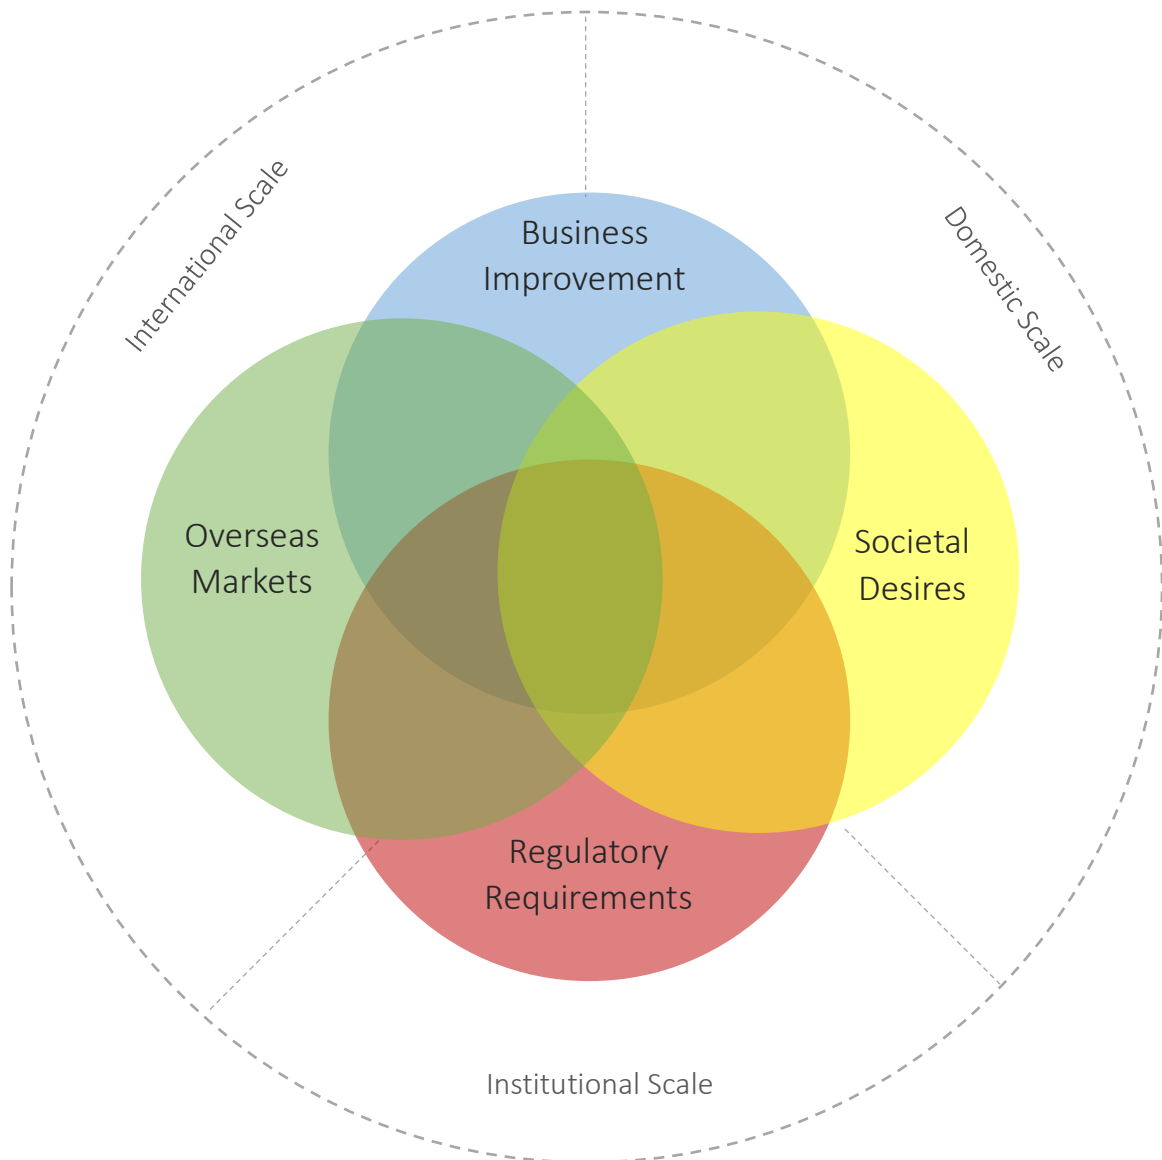 International Scale
Domestic Scale
Business
Improvement
Overseas
Markets
Societal
Desires
Regulatory
Requirements
Institutional Scale